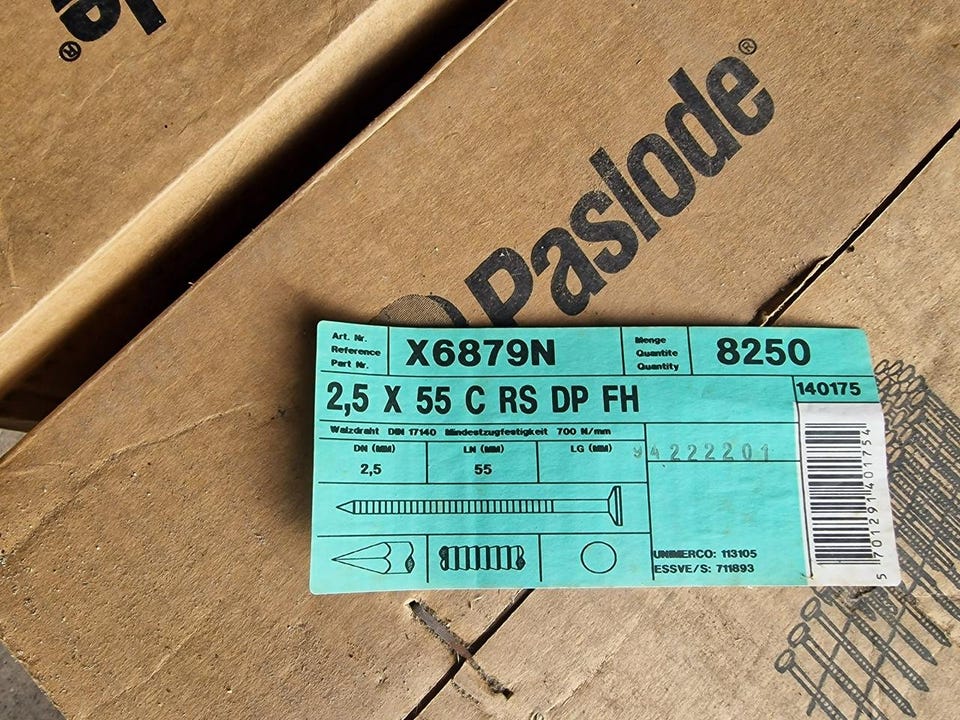 de®
Paslode®
Art. Nr.
Reference
Part Nr.
X6879N
Menge
Quantite
Quantity
8250
2,5 X 55 C RS DP FH
140175
Walzdraht DIN 17140 Mindestzugfestigkeit 700 N/mm
DN (MM)
LN (MM)
LG (MM)
2,5
55
94222201
UNIMERCO: 113105
ESSVE/S: 711893
5 701291 401754